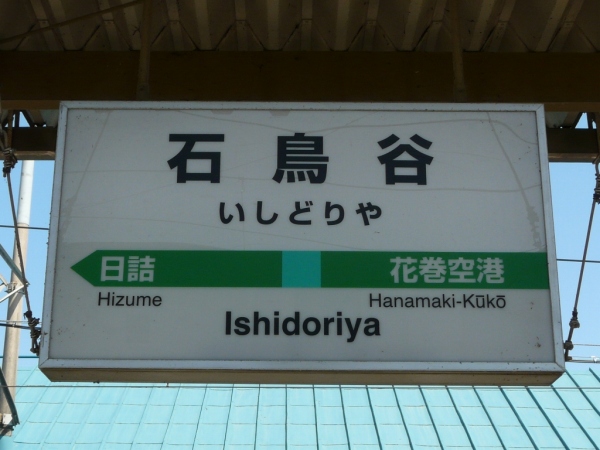 石鳥谷
いしどりや
日詰 花巻空港
Hizume Hanamaki-Kūkō
Ishidoriya